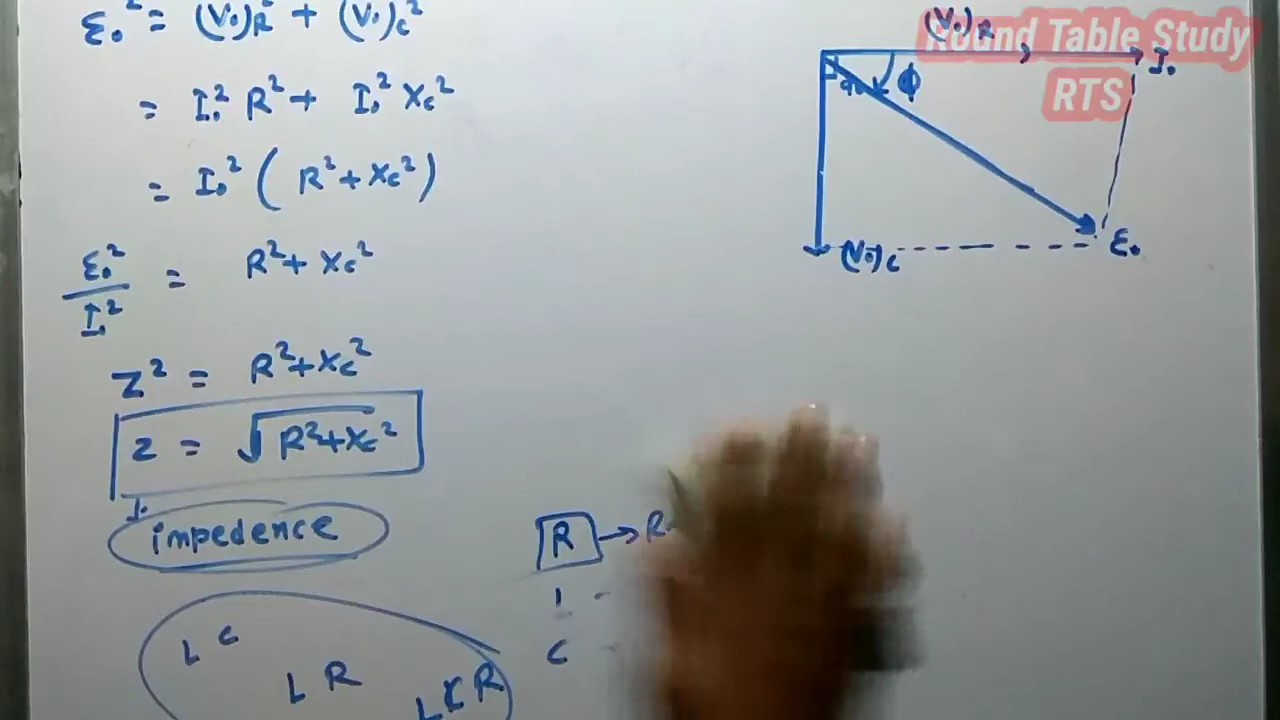 ε₀² = (V₀)R² + (V₀)C²
= I₀² R² + I₀² XC²
= I₀² ( R² + XC² )
ε₀² / I₀² = R² + XC²
Z² = R² + XC²
Z = √R² + XC²
impedence
L C
L R
L C R
R →
C
(V₀)R
I₀
ϕ
(V₀)C
ε₀
Round Table Study
RTS